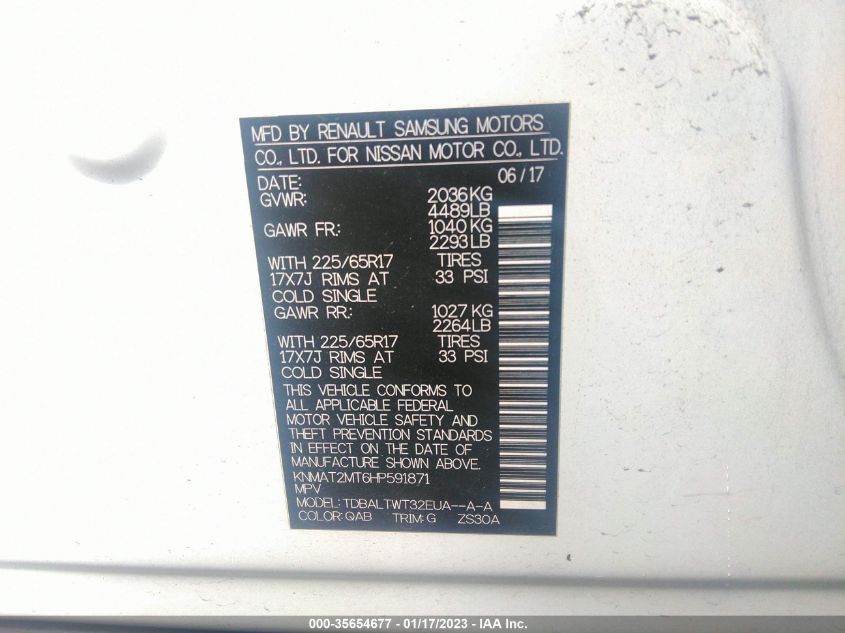 MFD BY RENAULT SAMSUNG MOTORS
CO., LTD. FOR NISSAN MOTOR CO., LTD.
DATE: 06/17
GVWR: 2036KG
4489LB
GAWR FR: 1040 KG
2293LB
WITH 225/65R17 TIRES
17X7J RIMS AT 33 PSI
COLD SINGLE
GAWR RR: 1027 KG
2264LB
WITH 225/65R17 TIRES
17X7J RIMS AT 33 PSI
COLD SINGLE
THIS VEHICLE CONFORMS TO
ALL APPLICABLE FEDERAL
MOTOR VEHICLE SAFETY AND
THEFT PREVENTION STANDARDS
IN EFFECT ON THE DATE OF
MANUFACTURE SHOWN ABOVE.
KNMAT2MT6HP591871
MPV
MODEL: TDBALTWT32EUA--A-A
COLOR: QAB TRIM: G ZS30A
000-35654677 - 01/17/2023 - IAA Inc.